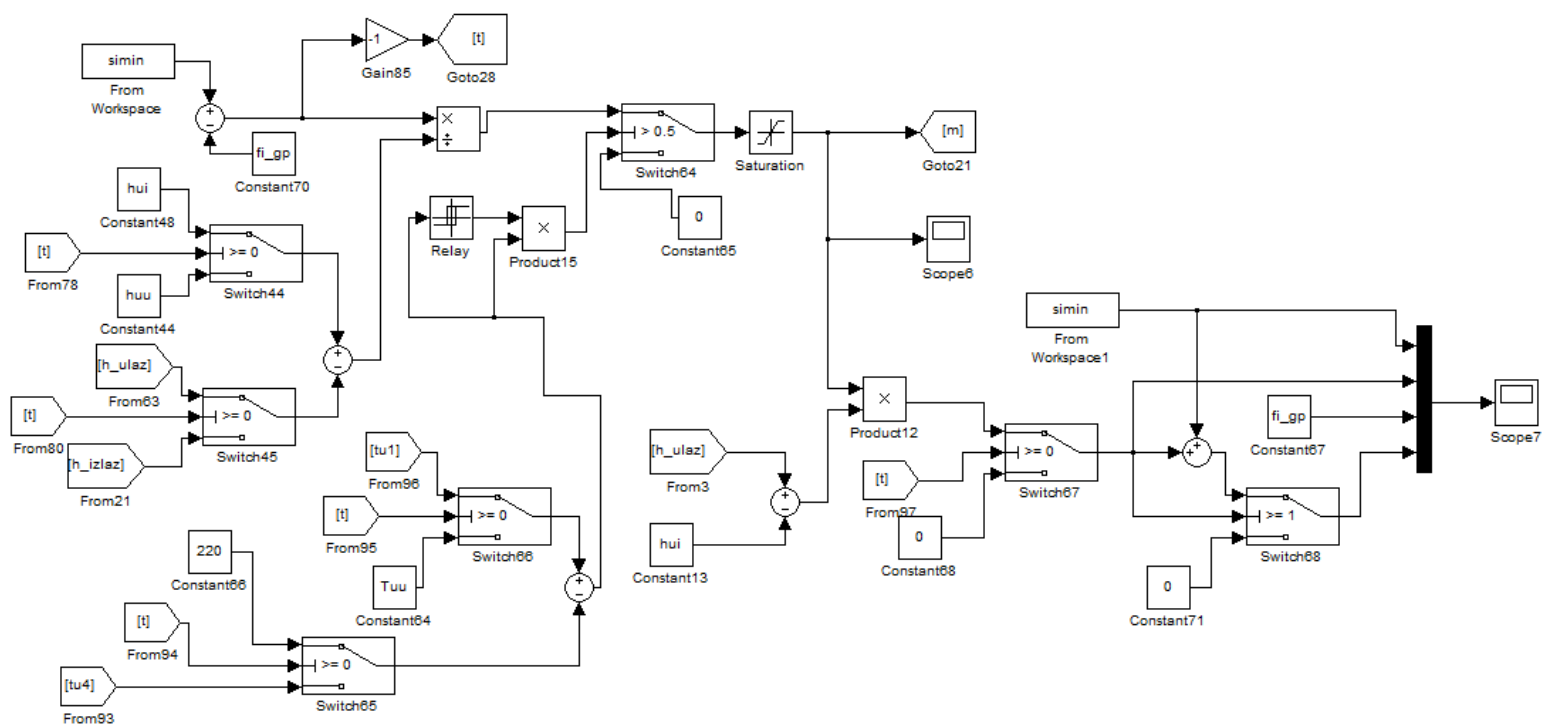 -1
[t]
Gain85
Goto28
simin
From
Workspace
+
−
×
÷
fi_gp
Constant70
> 0.5
Switch64
Saturation
[m]
Goto21
hui
Constant48
[t]
From78
>= 0
Switch44
huu
Constant44
Relay
×
Product15
0
Constant65
Scope6
+
−
[h_ulaz]
From63
[t]
From80
>= 0
Switch45
[h_izlaz]
From21
simin
From
Workspace1
×
Product12
fi_gp
Constant67
Scope7
[h_ulaz]
From3
[t]
From97
>= 0
Switch67
+
+
[tu1]
From96
[t]
From95
>= 0
Switch66
+
−
hui
Constant13
0
Constant68
>= 1
Switch68
220
Constant66
Tuu
Constant64
+
−
0
Constant71
[t]
From94
>= 0
Switch65
[tu4]
From93